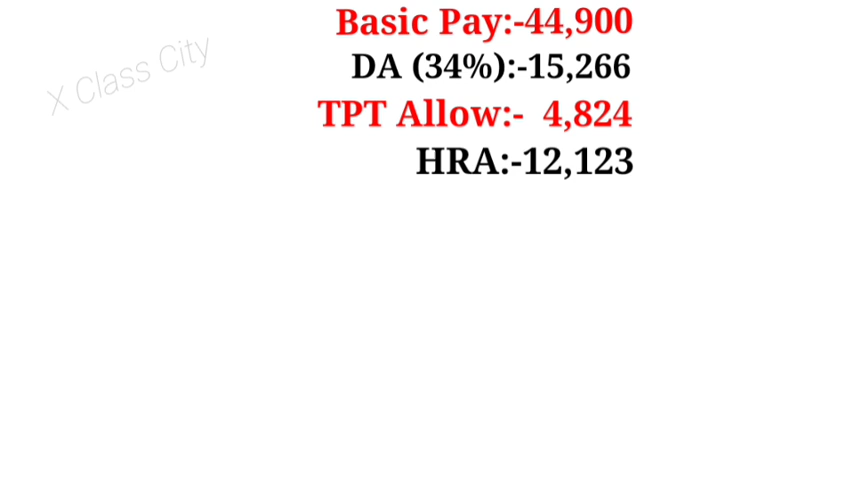 Basic Pay:-44,900
X Class City
DA (34%):-15,266
TPT Allow:- 4,824
HRA:-12,123